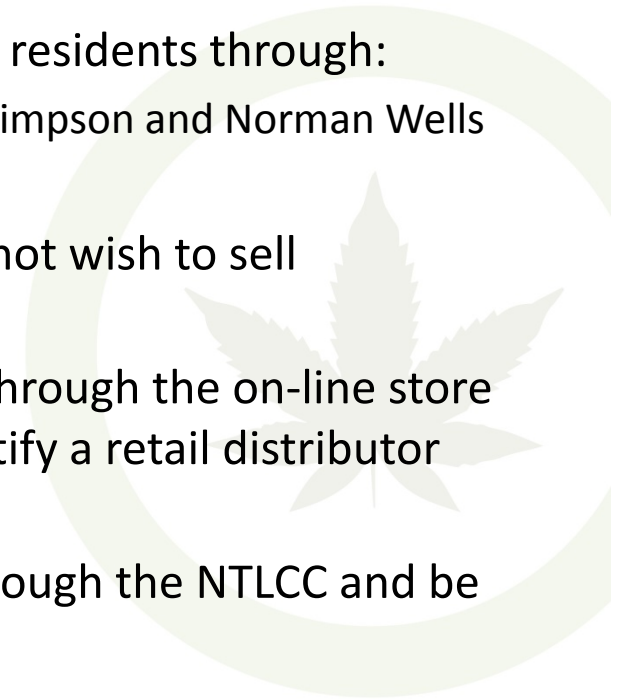 residents through:
impson and Norman Wells
not wish to sell
hrough the on-line store
tify a retail distributor
ough the NTLCC and be